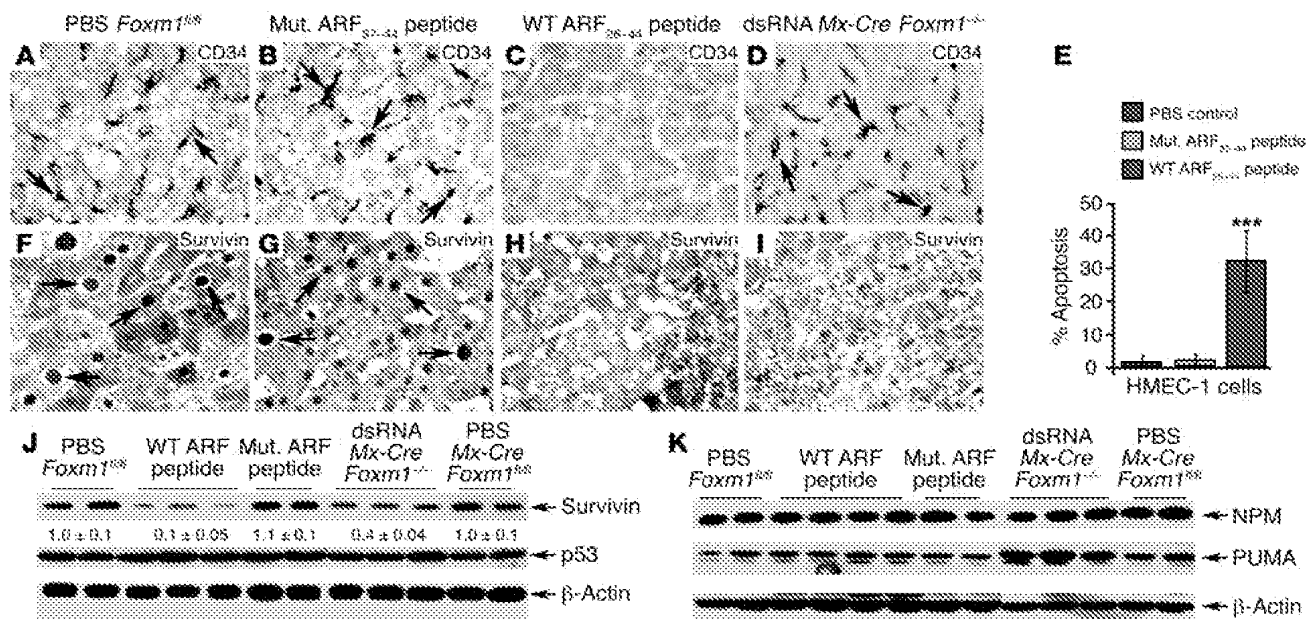 PBS Foxm1fl/fl
Mut. ARF37–44 peptide
WT ARF26–44 peptide
dsRNA Mx-Cre Foxm1–/–
A CD34
B CD34
C CD34
D CD34
E
PBS control
Mut. ARF37–44 peptide
WT ARF26–44 peptide
50
40
30
20
10
0
% Apoptosis
***
HMEC-1 cells
F Survivin
G Survivin
H Survivin
I Survivin
J
PBS
Foxm1fl/fl
WT ARF
peptide
Mut. ARF
peptide
dsRNA
Mx-Cre
Foxm1–/–
PBS
Mx-Cre
Foxm1fl/fl
Survivin
1.0 ± 0.1 0.1 ± 0.05 1.1 ± 0.1 0.4 ± 0.04 1.0 ± 0.1
p53
β-Actin
K
PBS
Foxm1fl/fl
WT ARF
peptide
Mut. ARF
peptide
dsRNA
Mx-Cre
Foxm1–/–
PBS
Mx-Cre
Foxm1fl/fl
NPM
PUMA
β-Actin